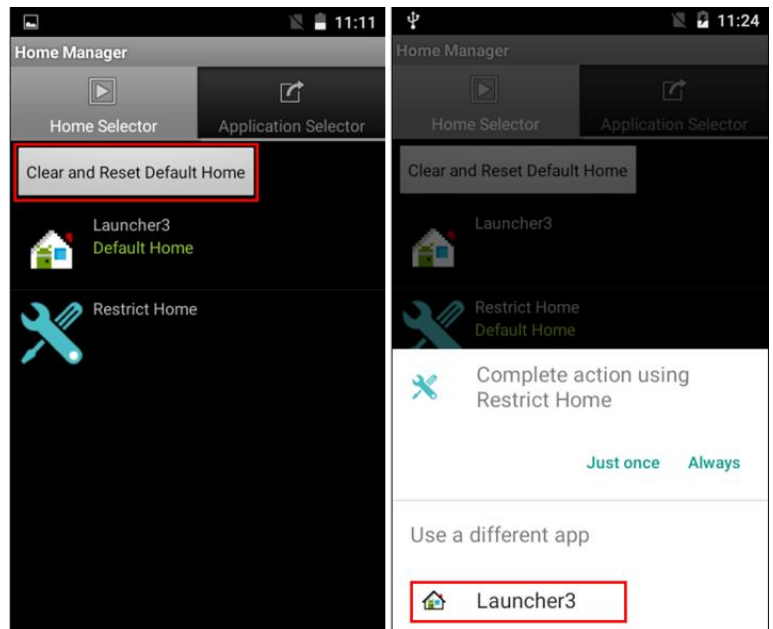 11:11
Home Manager
Home Selector
Application Selector
Clear and Reset Default Home
Launcher3
Default Home
Restrict Home
11:24
Home Manager
Home Selector
Application Selector
Clear and Reset Default Home
Launcher3
Restrict Home
Default Home
Complete action using
Restrict Home
Just once
Always
Use a different app
Launcher3